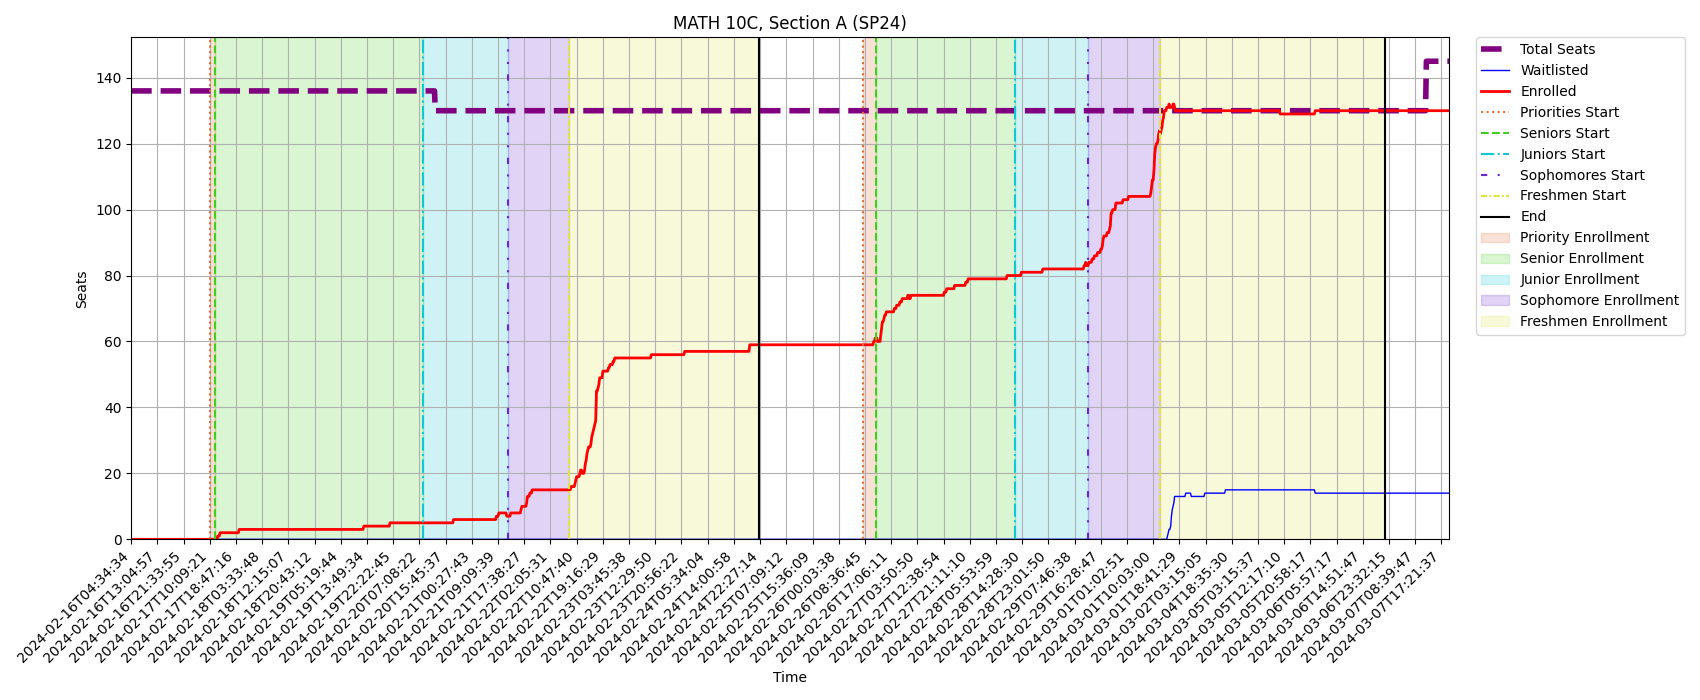 MATH 10C, Section A (SP24)
Seats
140
120
100
80
60
40
20
0
2024-02-16T04:34:34
2024-02-16T13:04:57
2024-02-16T21:33:55
2024-02-17T10:09:21
2024-02-17T18:47:16
2024-02-18T03:33:48
2024-02-18T12:15:07
2024-02-18T20:43:12
2024-02-19T05:19:44
2024-02-19T13:49:34
2024-02-19T22:22:45
2024-02-20T07:08:22
2024-02-20T15:45:37
2024-02-21T00:27:43
2024-02-21T09:09:39
2024-02-21T17:38:27
2024-02-22T02:05:31
2024-02-22T10:47:40
2024-02-22T19:16:29
2024-02-23T03:45:38
2024-02-23T12:29:50
2024-02-23T20:56:22
2024-02-24T05:34:04
2024-02-24T14:00:58
2024-02-24T22:27:14
2024-02-25T07:09:12
2024-02-25T15:36:09
2024-02-26T00:03:38
2024-02-26T08:36:45
2024-02-26T17:06:11
2024-02-27T03:50:50
2024-02-27T12:38:54
2024-02-27T21:11:10
2024-02-28T05:53:59
2024-02-28T14:28:30
2024-02-28T23:01:50
2024-02-29T07:46:38
2024-02-29T16:28:47
2024-03-01T01:02:51
2024-03-01T10:03:00
2024-03-01T18:41:29
2024-03-02T03:15:05
2024-03-04T18:35:30
2024-03-05T03:15:37
2024-03-05T12:17:10
2024-03-05T20:58:17
2024-03-06T05:57:17
2024-03-06T14:51:47
2024-03-06T23:32:15
2024-03-07T08:39:47
2024-03-07T17:21:37
Time
Total Seats
Waitlisted
Enrolled
Priorities Start
Seniors Start
Juniors Start
Sophomores Start
Freshmen Start
End
Priority Enrollment
Senior Enrollment
Junior Enrollment
Sophomore Enrollment
Freshmen Enrollment